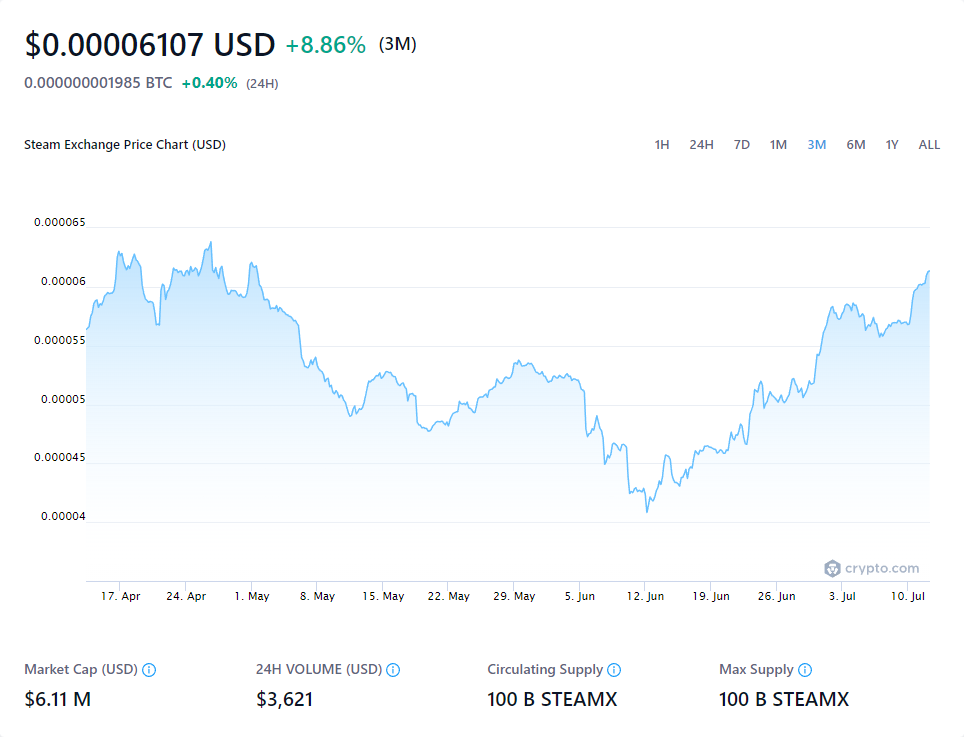 $0.00006107 USD +8.86% (3M)
0.000000001985 BTC +0.40% (24H)
Steam Exchange Price Chart (USD)
1H 24H 7D 1M 3M 6M 1Y ALL
0.000065
0.00006
0.000055
0.00005
0.000045
0.00004
crypto.com
17. Apr 24. Apr 1. May 8. May 15. May 22. May 29. May 5. Jun 12. Jun 19. Jun 26. Jun 3. Jul 10. Jul
Market Cap (USD) 24H VOLUME (USD) Circulating Supply Max Supply
$6.11 M $3,621 100 B STEAMX 100 B STEAMX